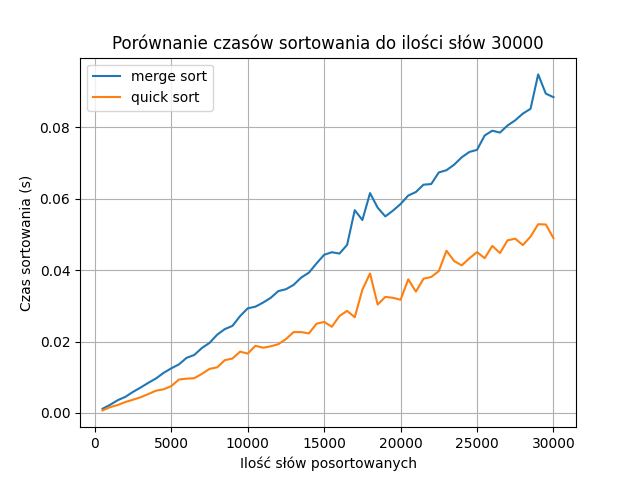 Porównanie czasów sortowania do ilości słów 30000
merge sort
quick sort
Czas sortowania (s)
0.08
0.06
0.04
0.02
0.00
0 5000 10000 15000 20000 25000 30000
Ilość słów posortowanych